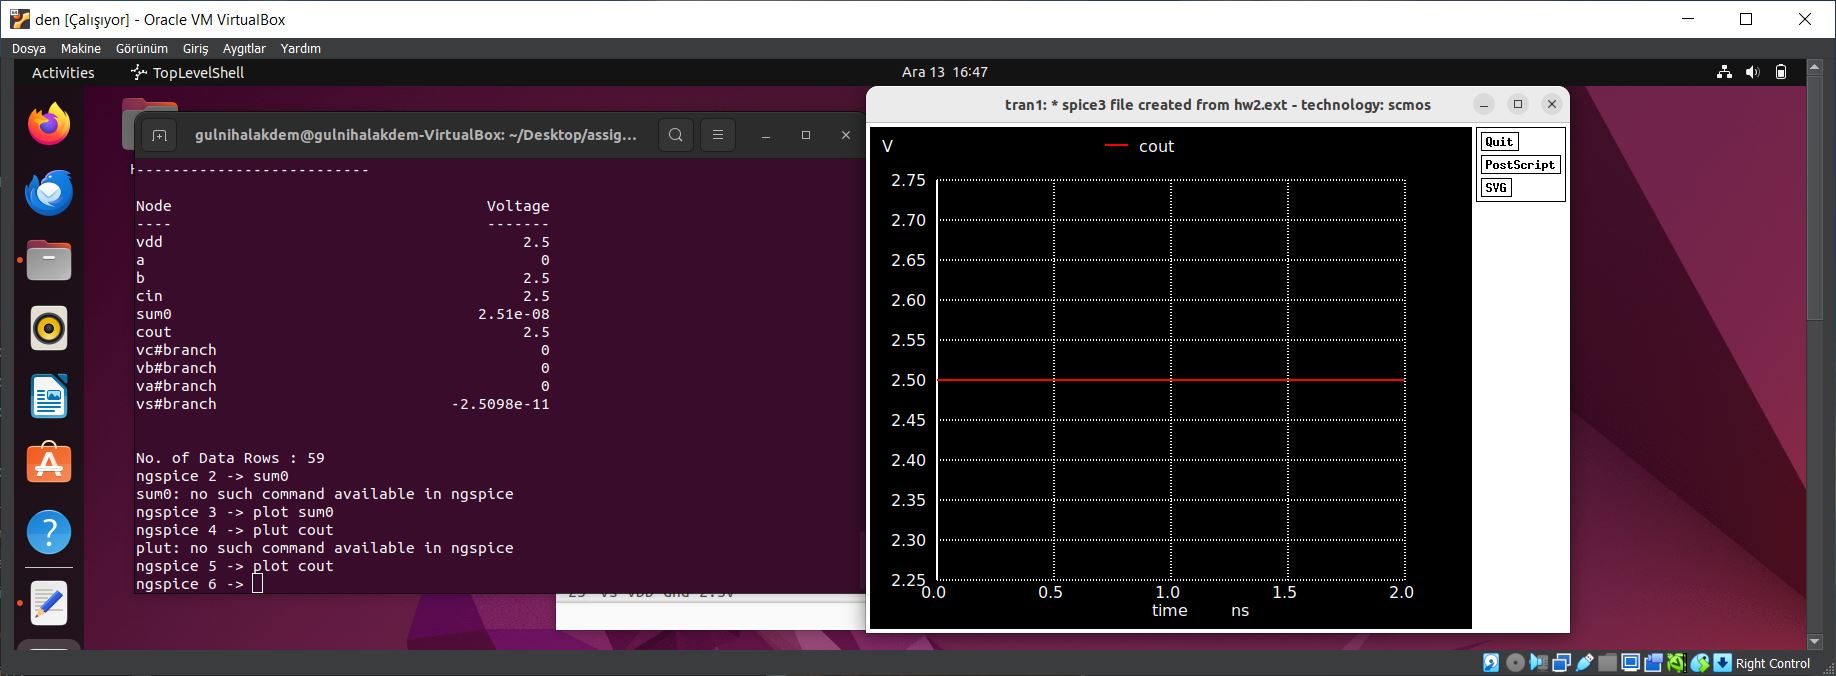 den [Çalışıyor] - Oracle VM VirtualBox
Dosya Makine Görünüm Giriş Aygıtlar Yardım
Activities TopLevelShell Ara 13 16:47
gulnihalakdem@gulnihalakdem-VirtualBox: ~/Desktop/assig...
--------------------------
Node Voltage
---- -------
vdd 2.5
a 0
b 2.5
cin 2.5
sum0 2.51e-08
cout 2.5
vc#branch 0
vb#branch 0
va#branch 0
vs#branch -2.5098e-11
No. of Data Rows : 59
ngspice 2 -> sum0
sum0: no such command available in ngspice
ngspice 3 -> plot sum0
ngspice 4 -> plut cout
plut: no such command available in ngspice
ngspice 5 -> plot cout
ngspice 6 ->
tran1: * spice3 file created from hw2.ext - technology: scmos
V cout
2.75
2.70
2.65
2.60
2.55
2.50
2.45
2.40
2.35
2.30
2.25
0.0 0.5 1.0 1.5 2.0
time ns
Quit
PostScript
SVG
Right Control